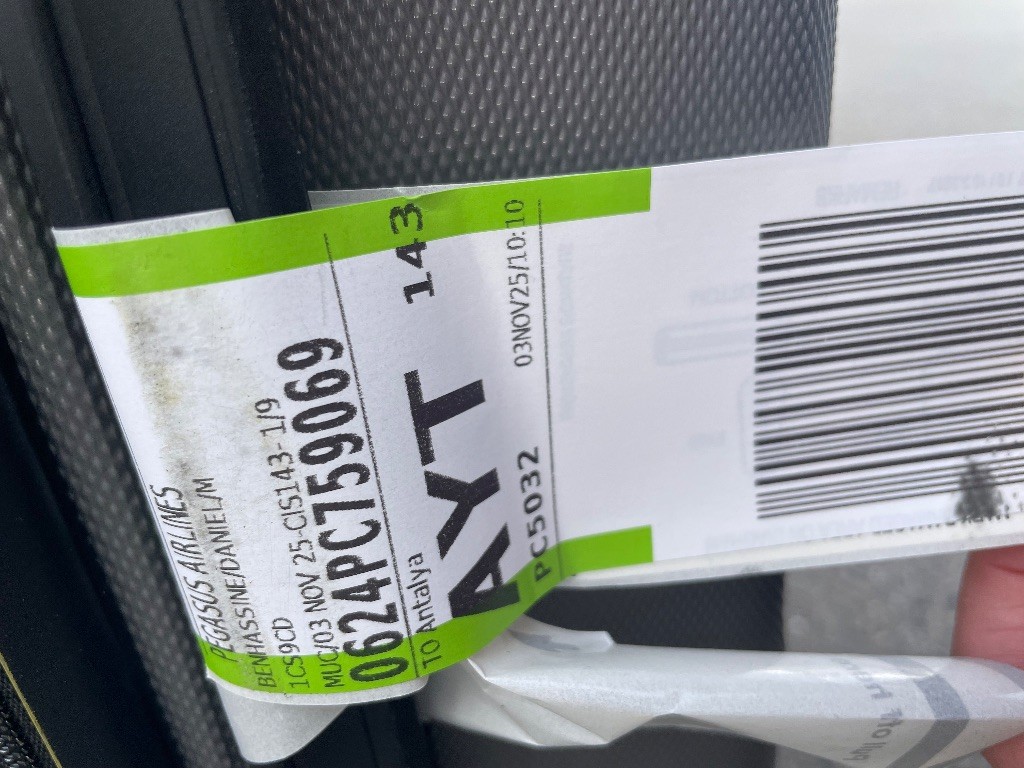 PEGASUS AIRLINES
BENHASSINE/DANIEL/M
1CS9CD
MUC/03 NOV 25-CIS143-1/9
0624PC759069
TO Antalya
AYT 143
PC5032 03NOV25/10:10